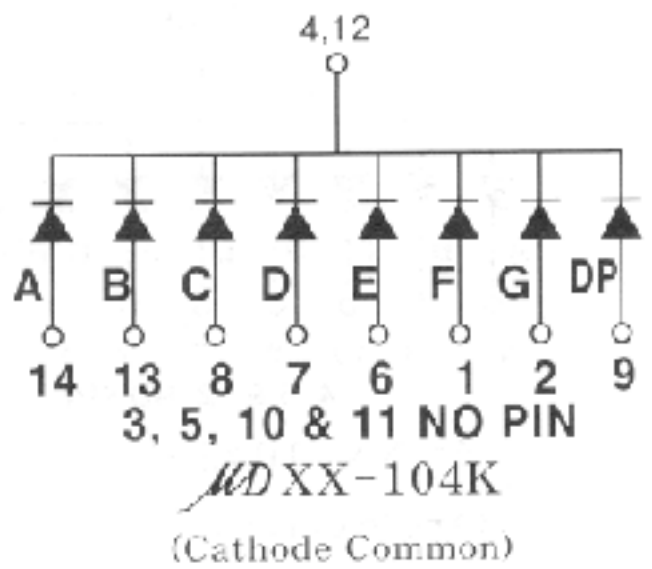 4,12
A B C D E F G DP
14 13 8 7 6 1 2 9
3, 5, 10 & 11 NO PIN
μD XX-104K
(Cathode Common)